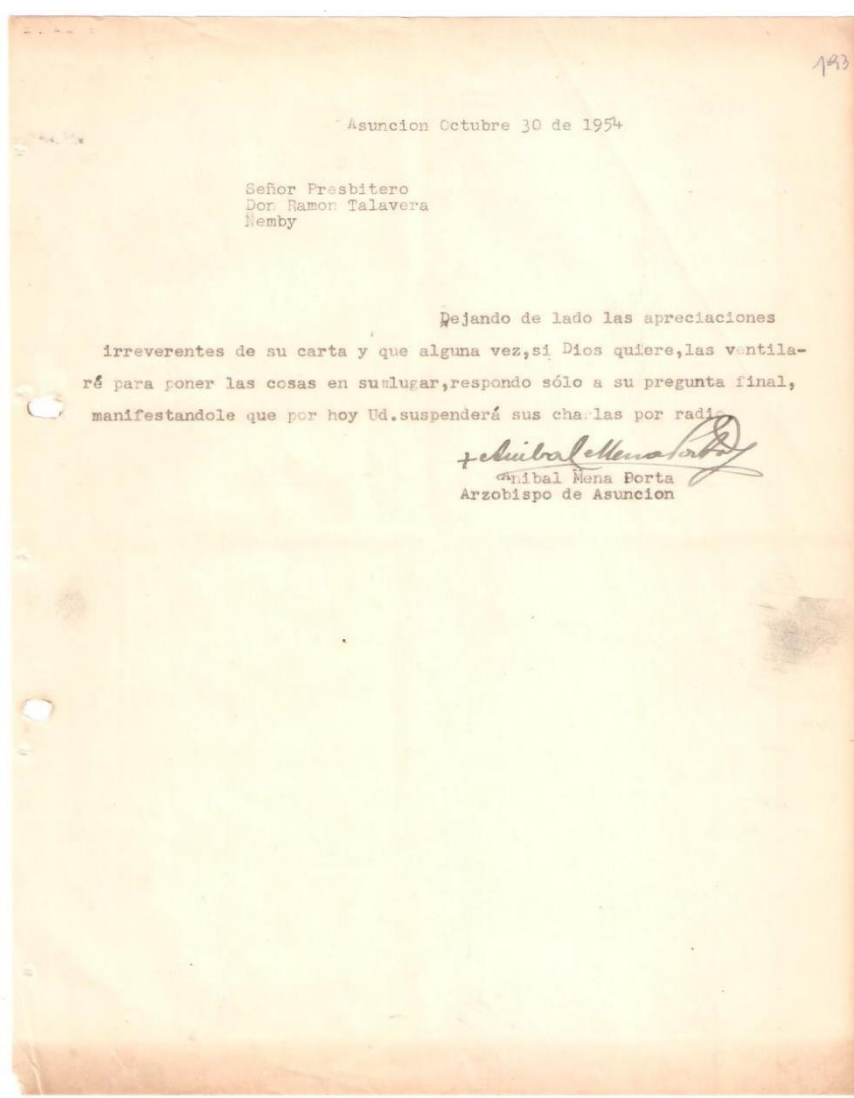 193
Asuncion Octubre 30 de 1954
Señor Presbitero
Don Ramon Talavera
Ñemby
Dejando de lado las apreciaciones
irreverentes de su carta y que alguna vez,si Dios quiere,las ventila-
ré para poner las cosas en su lugar,respondo sólo a su pregunta final,
manifestandole que por hoy Ud.suspenderá sus charlas por radio
+ Anibal Mena Porta
Anibal Mena Porta
Arzobispo de Asuncion